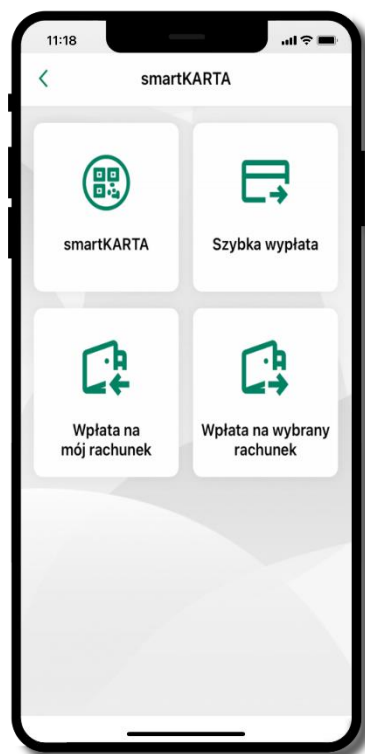 11:18
smartKARTA
smartKARTA
Szybka wypłata
Wpłata na
mój rachunek
Wpłata na wybrany
rachunek